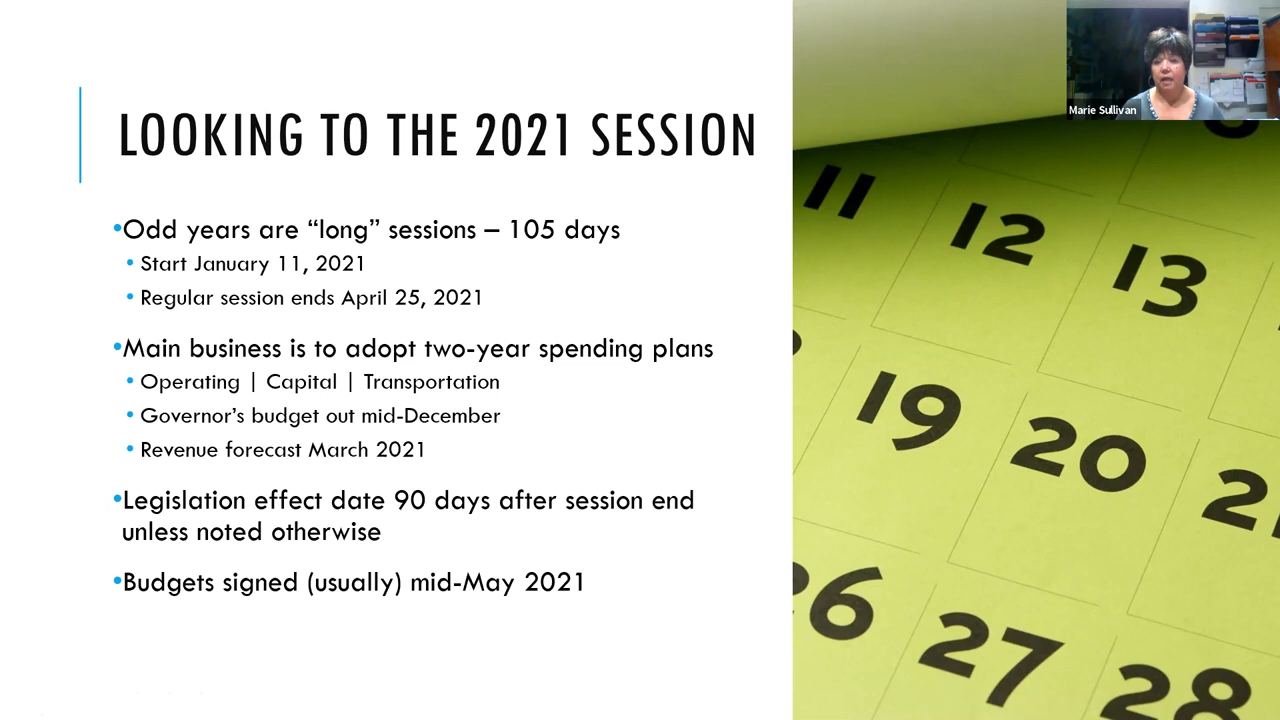 LOOKING TO THE 2021 SESSION
•Odd years are “long” sessions – 105 days
• Start January 11, 2021
• Regular session ends April 25, 2021
•Main business is to adopt two-year spending plans
• Operating | Capital | Transportation
• Governor’s budget out mid-December
• Revenue forecast March 2021
•Legislation effect date 90 days after session end
unless noted otherwise
•Budgets signed (usually) mid-May 2021
Marie Sullivan
11 12 13
19 20
26 27 28